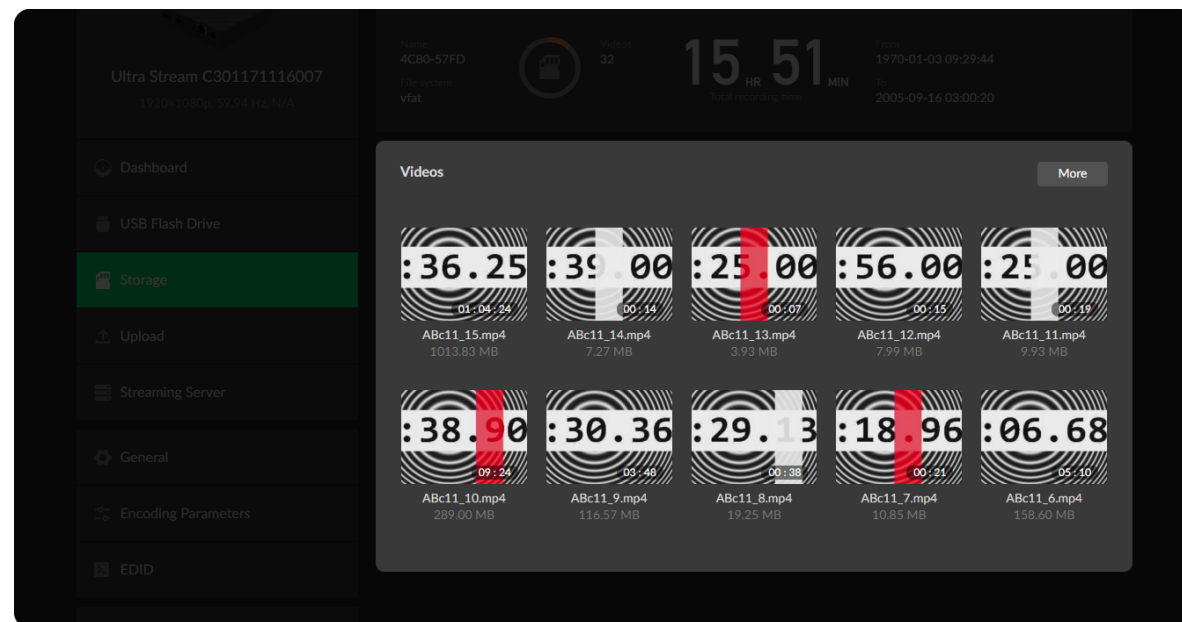 Ultra Stream C301171116007
1920×1080p, 59.94 Hz, N/A
Name
4C80-57FD
File system
vfat
Videos
32
15 HR 51 MIN
Total recording time
From
1970-01-03 09:29:44
To
2005-09-16 03:00:20
Dashboard
USB Flash Drive
Storage
Upload
Streaming Server
General
Encoding Parameters
EDID
Videos
More
:36.25 :39.00 :25.00 :56.00 :25.00
01:04:24 00:14 00:07 00:15 00:19
ABc11_15.mp4 ABc11_14.mp4 ABc11_13.mp4 ABc11_12.mp4 ABc11_11.mp4
1013.83 MB 7.27 MB 3.93 MB 7.99 MB 9.93 MB
:38.90 :30.36 :29.13 :18.96 :06.68
09:24 03:48 00:38 00:21 05:10
ABc11_10.mp4 ABc11_9.mp4 ABc11_8.mp4 ABc11_7.mp4 ABc11_6.mp4
289.00 MB 116.57 MB 19.25 MB 10.85 MB 158.60 MB